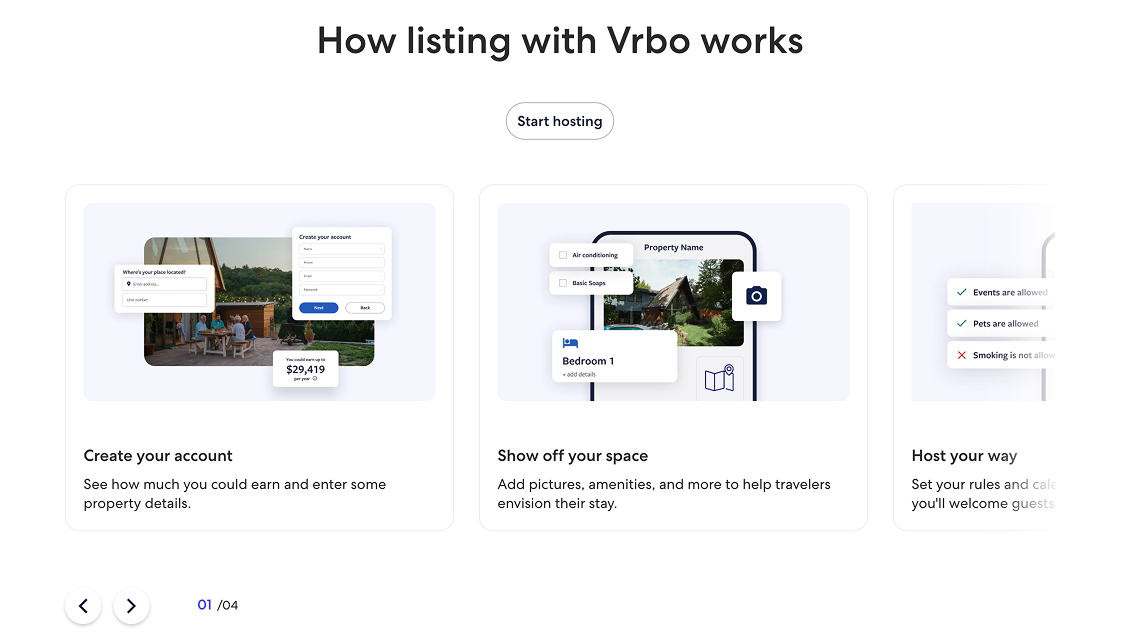 How listing with Vrbo works
Start hosting
Where's your place located?
Enter address...
Unit number
Create your account
Name
Phone
Email
Password
Next
Back
You could earn up to
$29,419
per year
Create your account
See how much you could earn and enter some
property details.
Property Name
Air conditioning
Basic Soaps
Bedroom 1
+ add details
Show off your space
Add pictures, amenities, and more to help travelers
envision their stay.
Events are allowed
Pets are allowed
Smoking is not allow
Host your way
Set your rules and cale
you'll welcome guests
01 /04